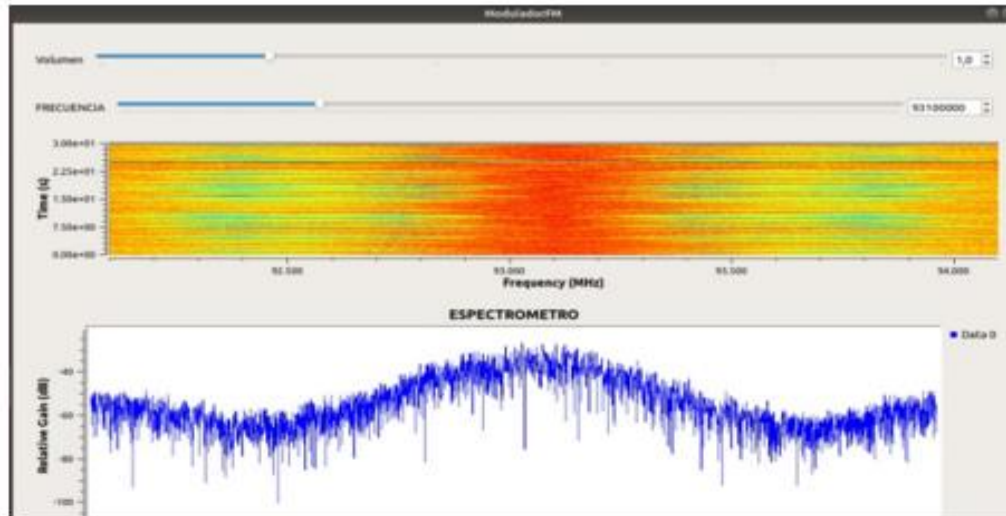 ModuladorFM
Volumen
1,0
FRECUENCIA
93100000
3.00e+01
2.25e+01
1.50e+01
7.50e+00
0.00e+00
Time (s)
92.500
93.000
93.500
94.000
Frequency (MHz)
ESPECTROMETRO
Data 0
-40
-60
-80
-100
Relative Gain (dB)